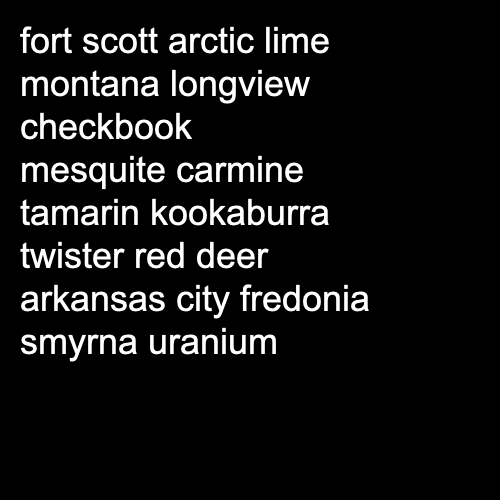 fort scott arctic lime
montana longview
checkbook
mesquite carmine
tamarin kookaburra
twister red deer
arkansas city fredonia
smyrna uranium